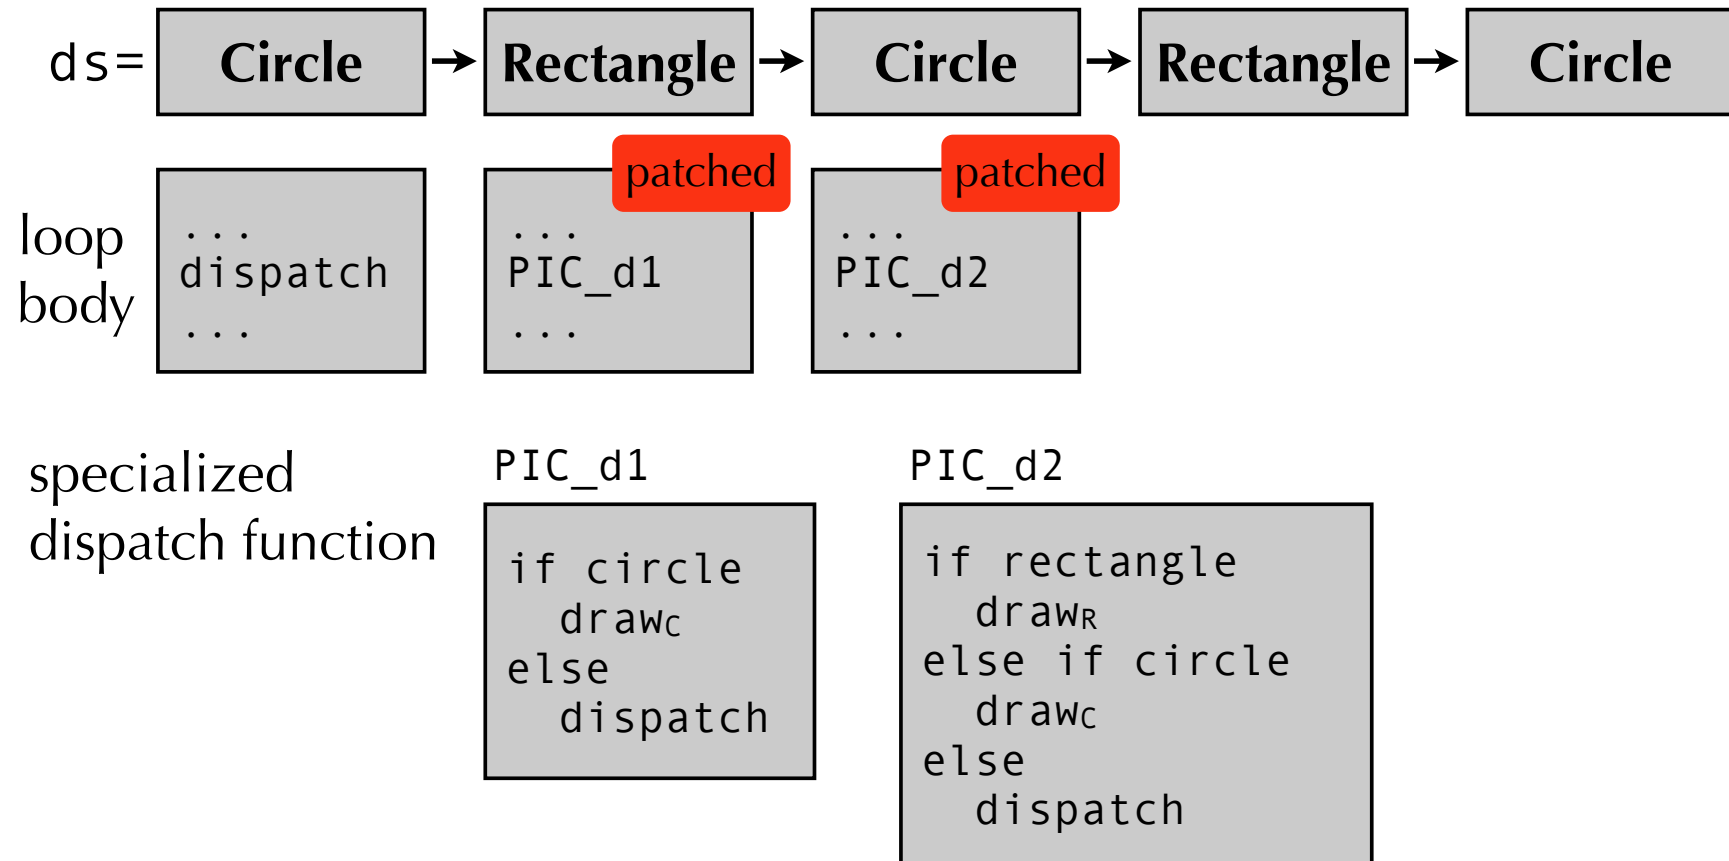 ds= Circle Rectangle Circle Rectangle Circle
patched patched
loop body
...
dispatch
...
...
PIC_d1
...
...
PIC_d2
...
specialized
dispatch function
PIC_d1
if circle
drawC
else
dispatch
PIC_d2
if rectangle
drawR
else if circle
drawC
else
dispatch